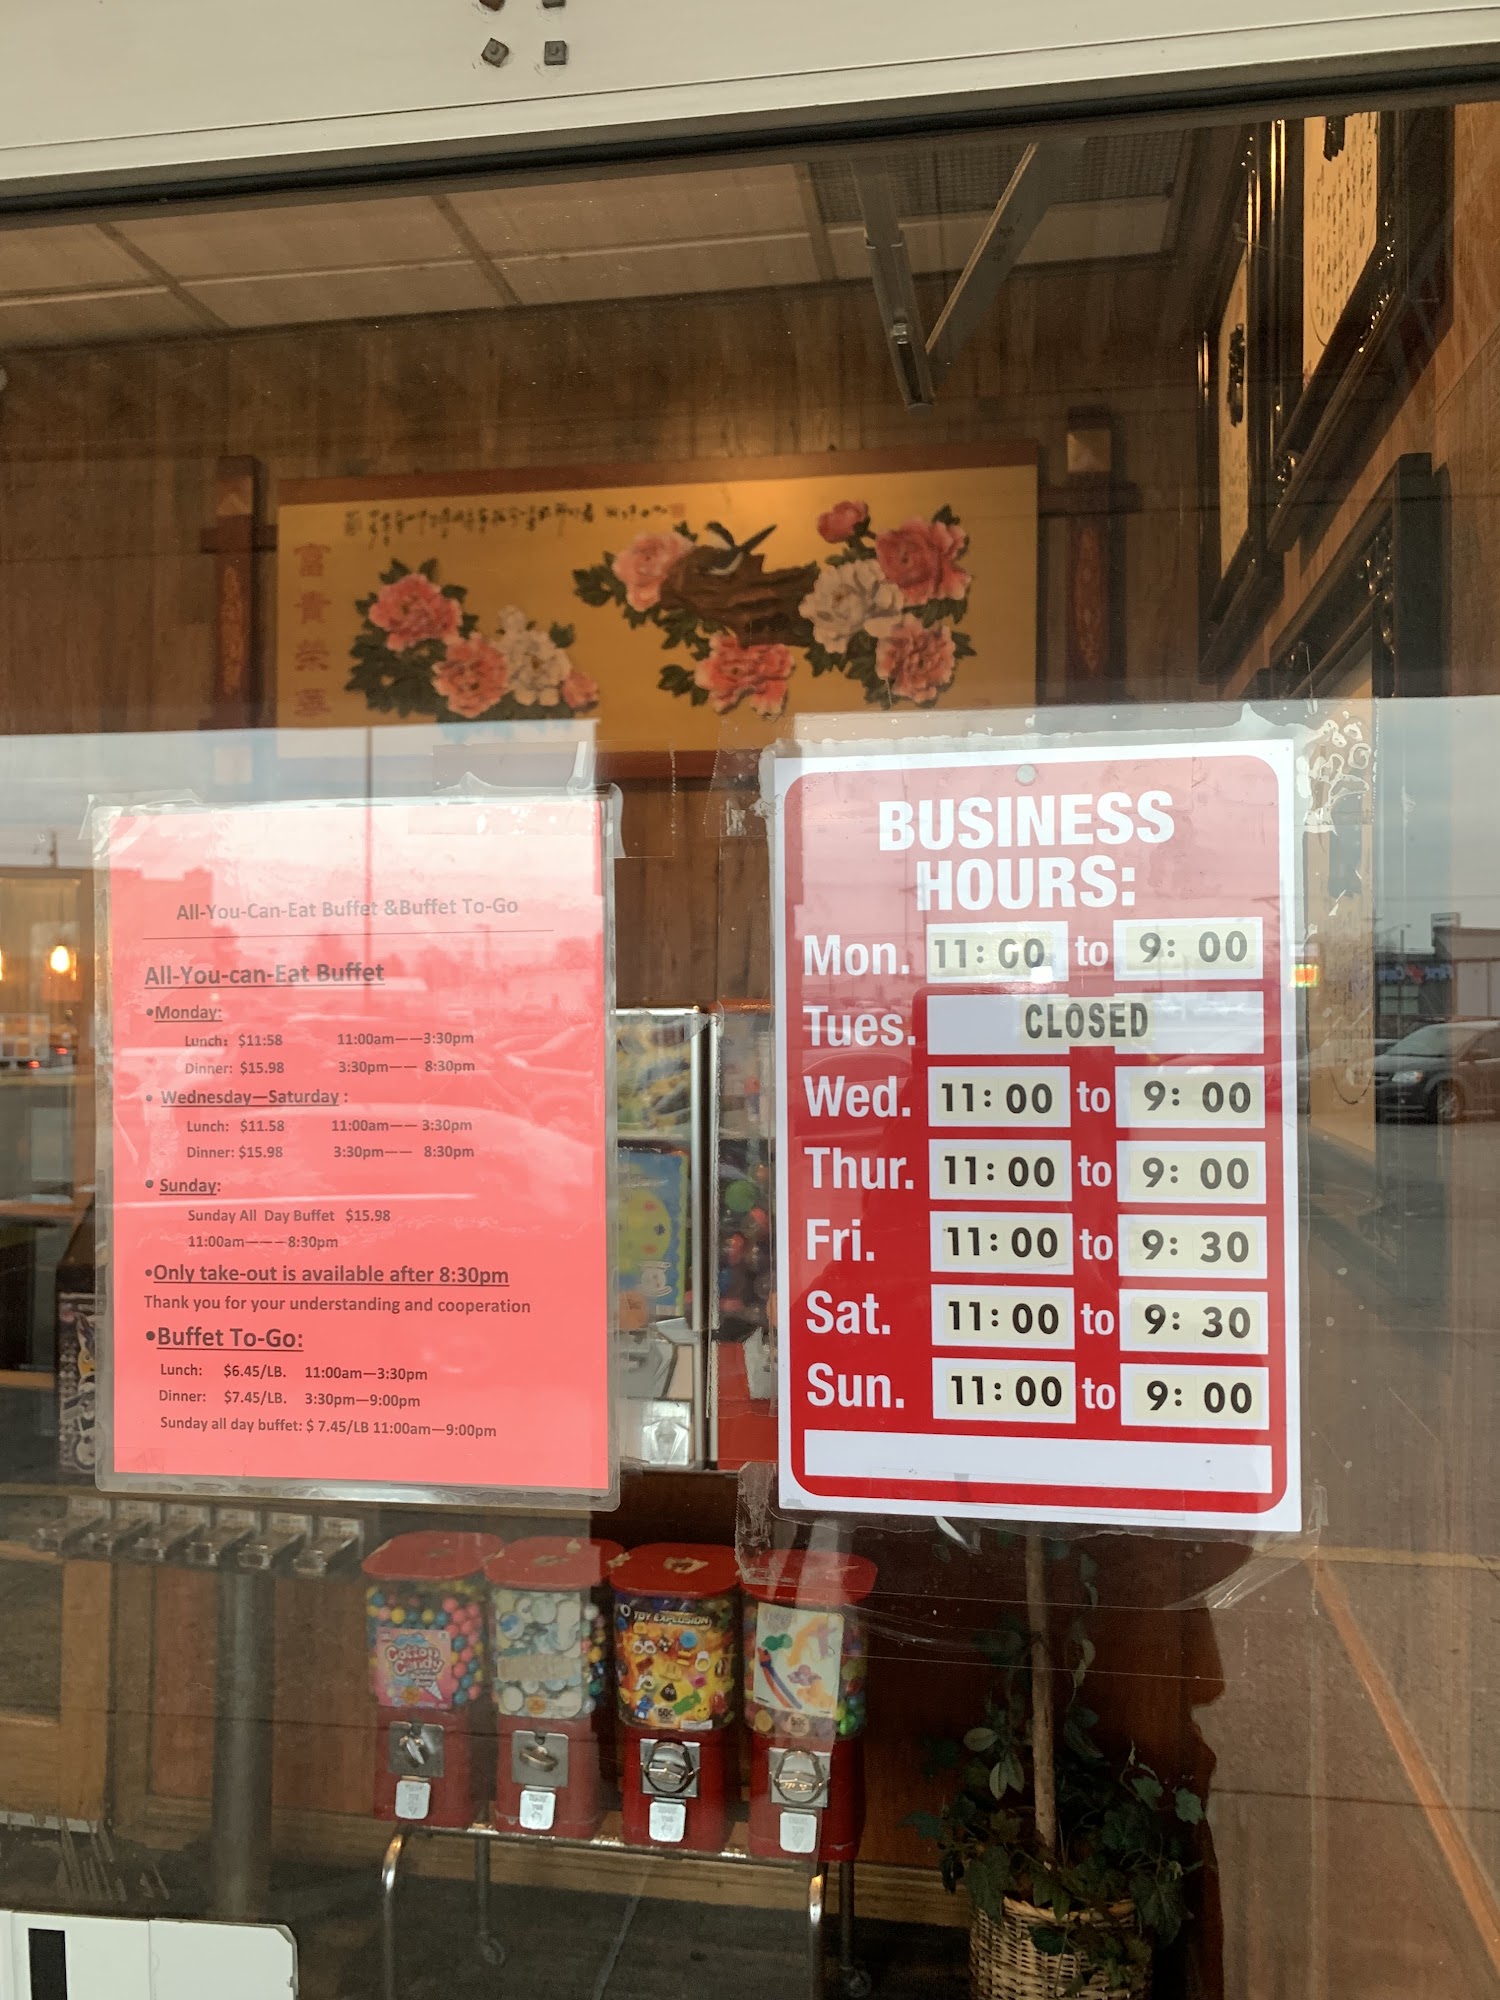 富
貴
All-You-Can-Eat Buffet &Buffet To-Go
All-You-can-Eat Buffet
•Monday:
Lunch: $11:58 11:00am——3:30pm
Dinner: $15.98 3:30pm—— 8:30pm
• Wednesday—Saturday :
Lunch: $11.58 11:00am—— 3:30pm
Dinner: $15.98 3:30pm—— 8:30pm
• Sunday:
Sunday All Day Buffet $15.98
11:00am———8:30pm
•Only take-out is available after 8:30pm
Thank you for your understanding and cooperation
•Buffet To-Go:
Lunch: $6.45/LB. 11:00am—3:30pm
Dinner: $7.45/LB. 3:30pm—9:00pm
Sunday all day buffet: $ 7.45/LB 11:00am—9:00pm
BUSINESS
HOURS:
Mon. 11:00 to 9:00
Tues. CLOSED
Wed. 11:00 to 9:00
Thur. 11:00 to 9:00
Fri. 11:00 to 9:30
Sat. 11:00 to 9:30
Sun. 11:00 to 9:00
Cotton
Candy
TOY EXPLOSION
50¢